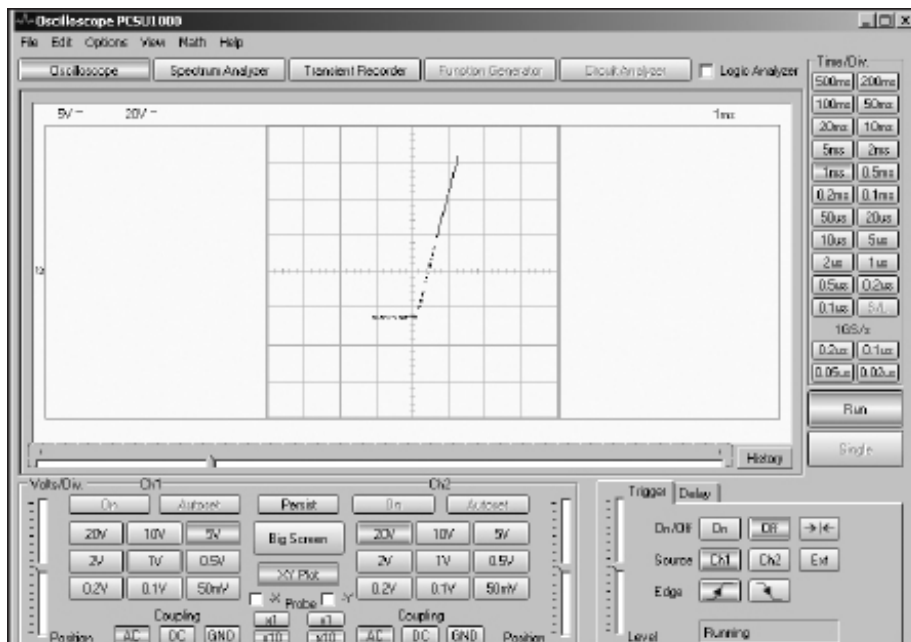 Oscilloscope PCSU1000
File Edit Options View Math Help
Oscilloscope Spectrum Analyzer Transient Recorder Function Generator Circuit Analyzer Logic Analyzer
Time/Div.
500ms 200ms
5V 20V 1ms
100ms 50ms
20ms 10ms
5ms 2ms
1ms 0.5ms
0.2ms 0.1ms
50us 20us
10us 5us
2us 1us
0.5us 0.2us
0.1us
1GS/s
0.2us 0.1us
0.05us 0.02us
Run
Single
History
Volts/Div. Ch1 Ch2
On Autoset Persist On Autoset
20V 10V 5V Big Screen 20V 10V 5V
2V 1V 0.5V XY Plot 2V 1V 0.5V
0.2V 0.1V 50mV -X Probe -Y 0.2V 0.1V 50mV
Coupling x1 x1 Coupling
Position AC DC GND x10 x10 AC DC GND Position
Trigger Delay
On/Off On Off
Source Ch1 Ch2 Ext
Edge
Level Running